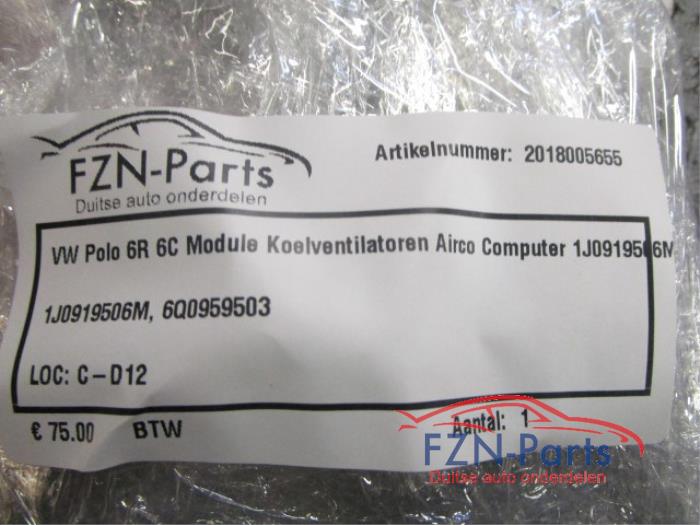 FZN-Parts
Duitse auto onderdelen
Artikelnummer: 2018005655
VW Polo 6R 6C Module Koelventilatoren Airco Computer 1J0919506M
1J0919506M, 6Q0959503
LOC: C-D12
€ 75.00 BTW Aantal: 1
FZN-Parts
Duitse auto onderdelen